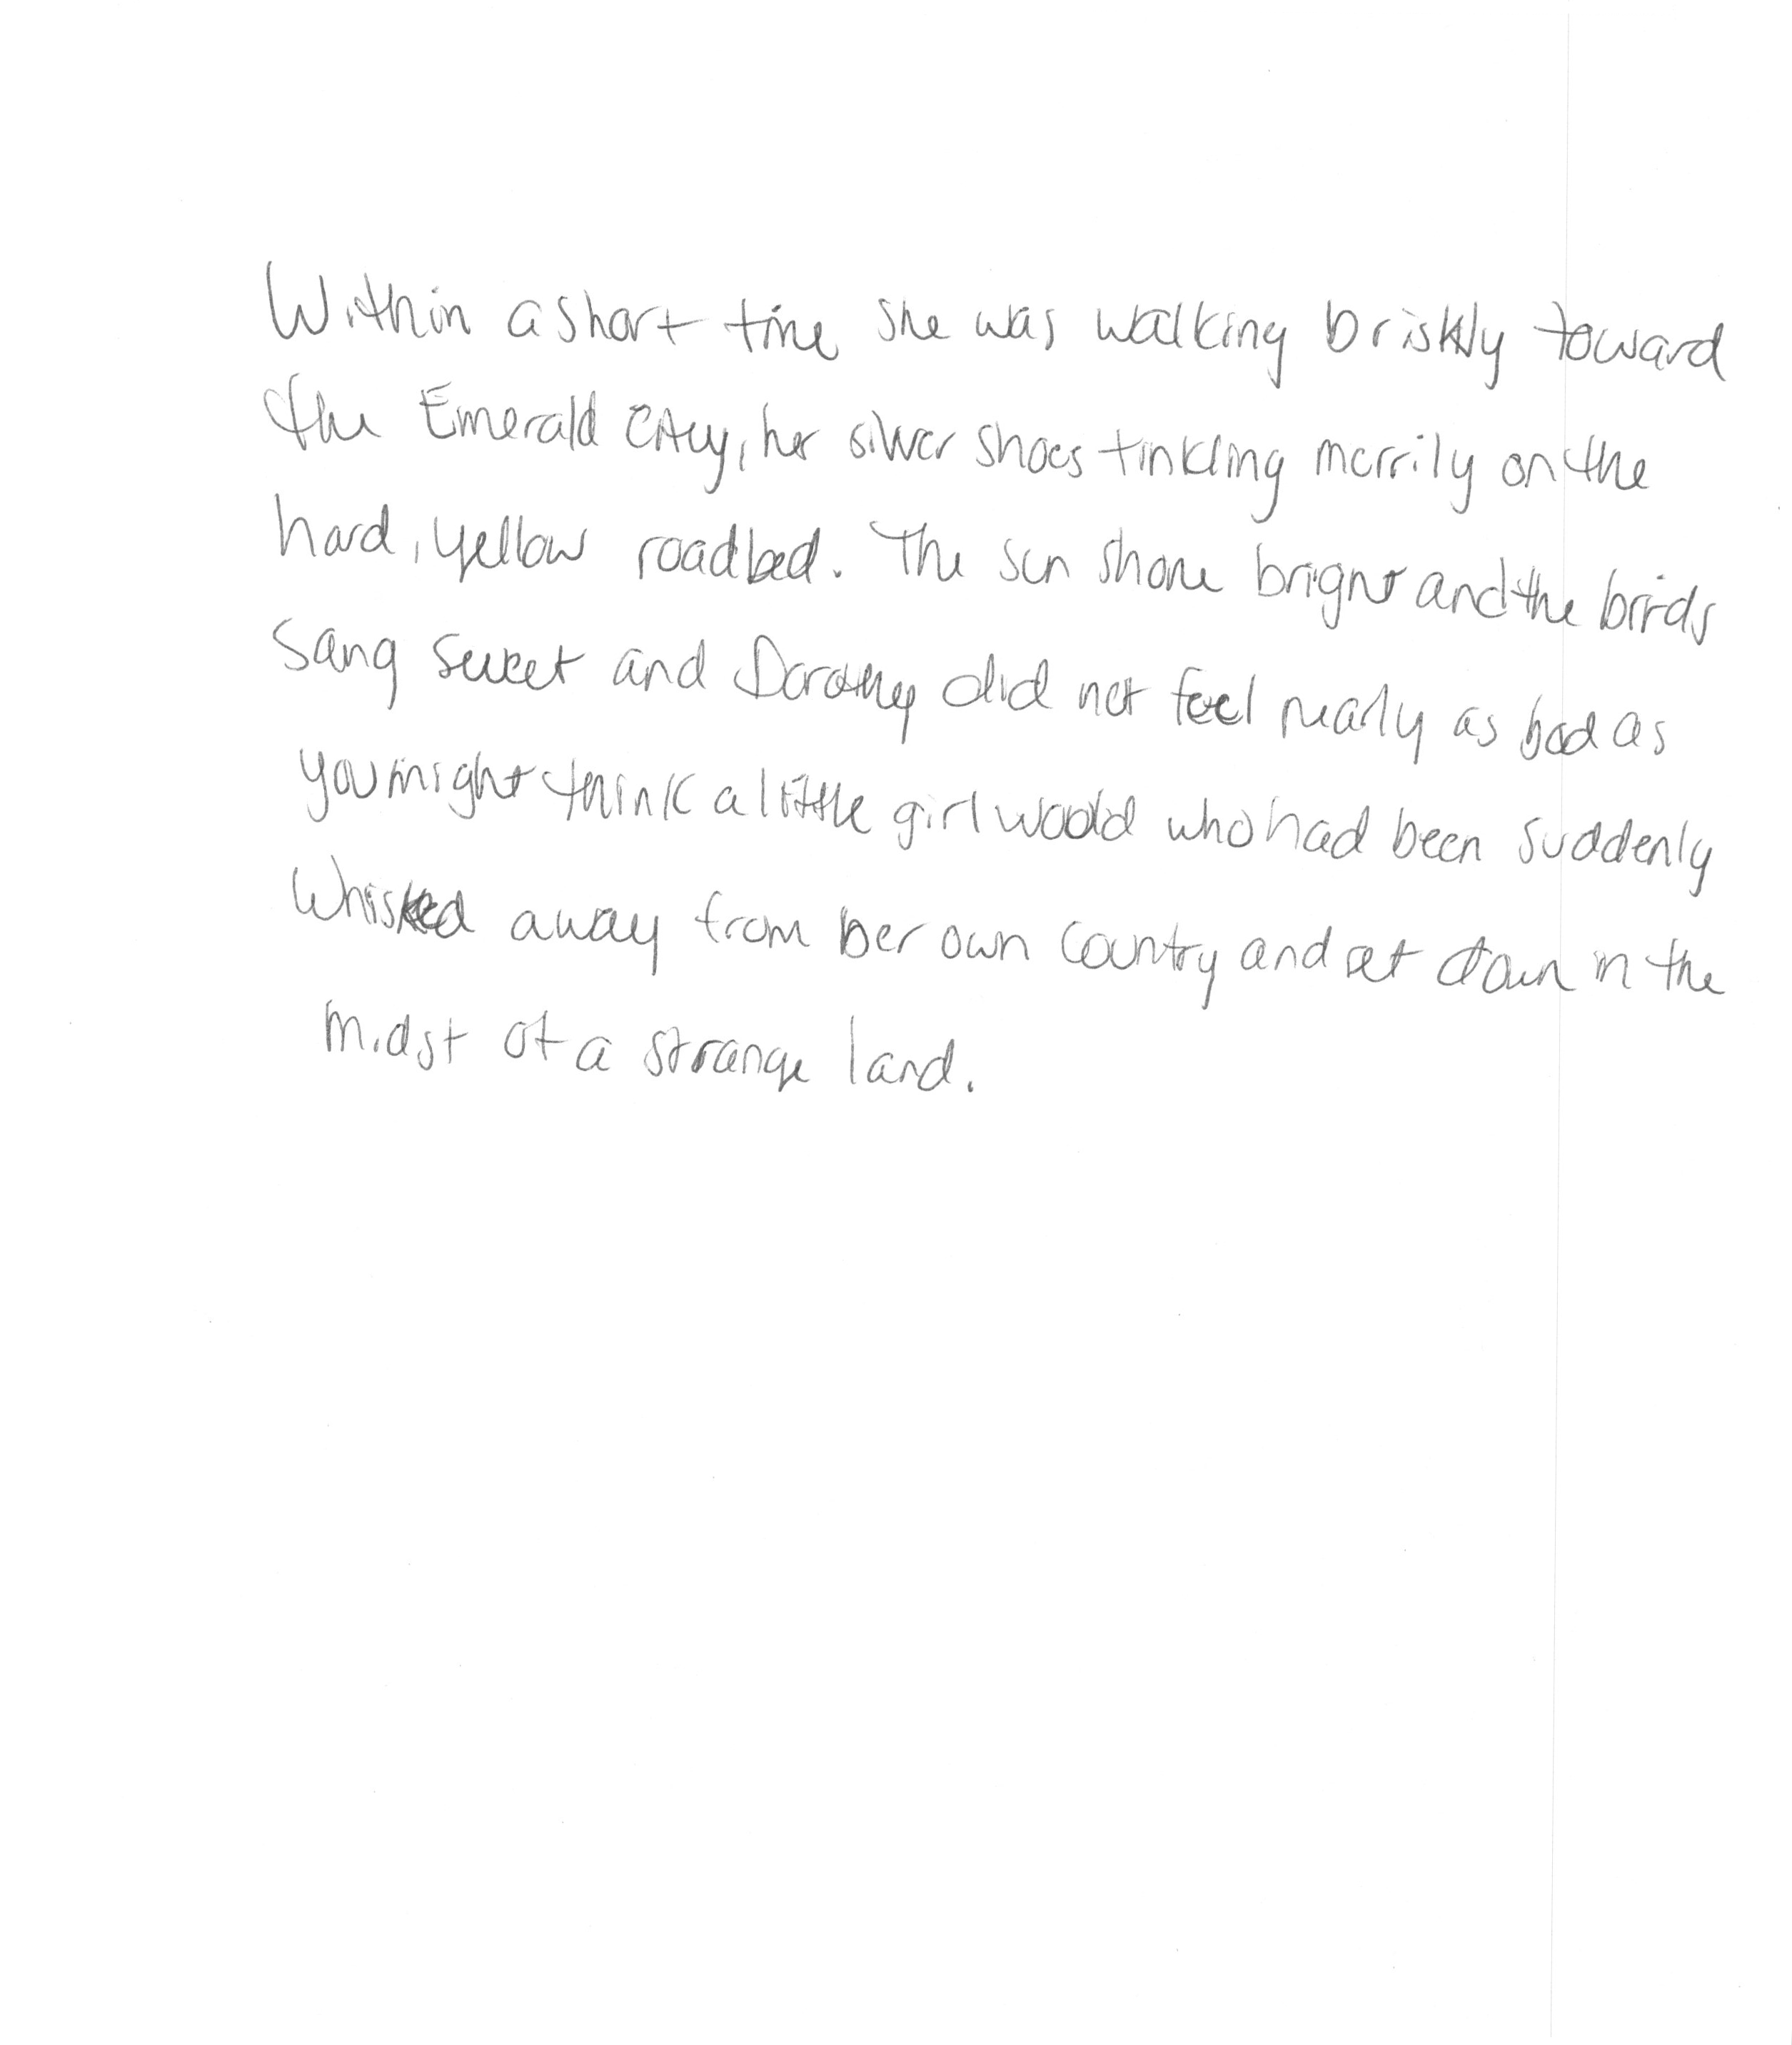 Within a short time she was walking briskly toward
the Emerald City, her silver shoes tinkling merrily on the
hard, yellow roadbed. The sun shone bright and the birds
sang sweet and Dorothy did not feel nearly as bad as
you might think a little girl would who had been suddenly
whisked away from her own country and set down in the
midst of a strange land.